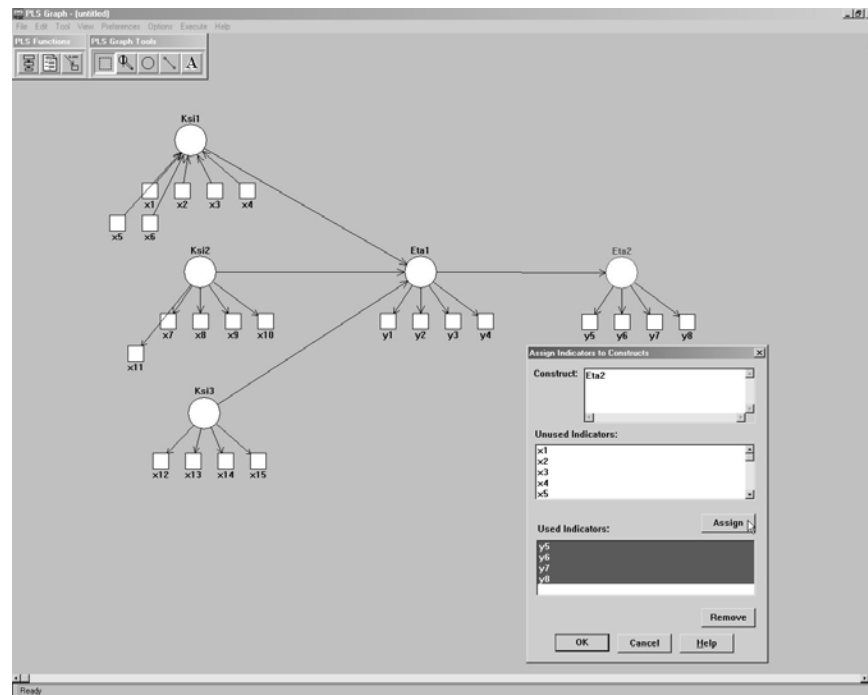 PLS Graph - (untitled)
File Edit Tool View Preferences Options Execute Help
PLS Functions
PLS Graph Tools
A
Ksi1
x1 x2 x3 x4
x5 x6
Ksi2 Eta1 Eta2
x7 x8 x9 x10 y1 y2 y3 y4 y5 y6 y7 y8
x11
Ksi3
x12 x13 x14 x15
Assign Indicators to Constructs
Construct: Eta2
Unused Indicators:
x1
x2
x3
x4
x5
Assign
Used Indicators:
y5
y6
y7
y8
Remove
OK Cancel Help
Ready